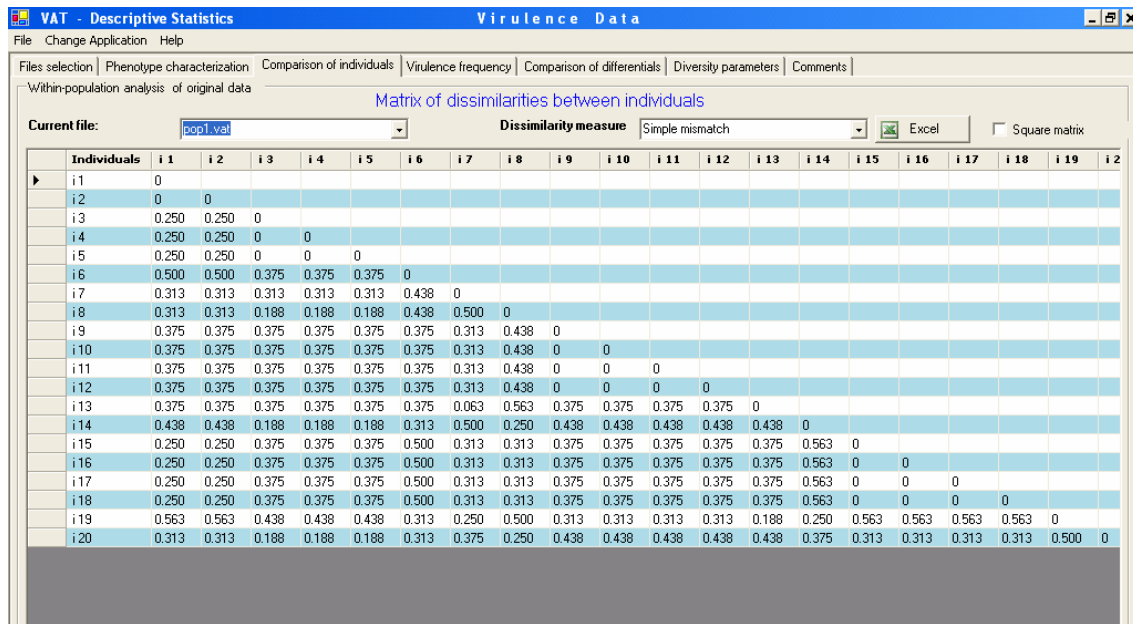 VAT - Descriptive Statistics Virulence Data
File Change Application Help
Files selection Phenotype characterization Comparison of individuals Virulence frequency Comparison of differentials Diversity parameters Comments
Within-population analysis of original data
Matrix of dissimilarities between individuals
Current file: pop1.vat Dissimilarity measure Simple mismatch Excel Square matrix
Individuals i 1 i 2 i 3 i 4 i 5 i 6 i 7 i 8 i 9 i 10 i 11 i 12 i 13 i 14 i 15 i 16 i 17 i 18 i 19 i 2
i 1 0
i 2 0 0
i 3 0.250 0.250 0
i 4 0.250 0.250 0 0
i 5 0.250 0.250 0 0 0
i 6 0.500 0.500 0.375 0.375 0.375 0
i 7 0.313 0.313 0.313 0.313 0.313 0.438 0
i 8 0.313 0.313 0.188 0.188 0.188 0.438 0.500 0
i 9 0.375 0.375 0.375 0.375 0.375 0.375 0.313 0.438 0
i 10 0.375 0.375 0.375 0.375 0.375 0.375 0.313 0.438 0 0
i 11 0.375 0.375 0.375 0.375 0.375 0.375 0.313 0.438 0 0 0
i 12 0.375 0.375 0.375 0.375 0.375 0.375 0.313 0.438 0 0 0 0
i 13 0.375 0.375 0.375 0.375 0.375 0.375 0.063 0.563 0.375 0.375 0.375 0.375 0
i 14 0.438 0.438 0.188 0.188 0.188 0.313 0.500 0.250 0.438 0.438 0.438 0.438 0.438 0
i 15 0.250 0.250 0.375 0.375 0.375 0.500 0.313 0.313 0.375 0.375 0.375 0.375 0.375 0.563 0
i 16 0.250 0.250 0.375 0.375 0.375 0.500 0.313 0.313 0.375 0.375 0.375 0.375 0.375 0.563 0 0
i 17 0.250 0.250 0.375 0.375 0.375 0.500 0.313 0.313 0.375 0.375 0.375 0.375 0.375 0.563 0 0 0
i 18 0.250 0.250 0.375 0.375 0.375 0.500 0.313 0.313 0.375 0.375 0.375 0.375 0.375 0.563 0 0 0 0
i 19 0.563 0.563 0.438 0.438 0.438 0.313 0.250 0.500 0.313 0.313 0.313 0.313 0.188 0.250 0.563 0.563 0.563 0.563 0
i 20 0.313 0.313 0.188 0.188 0.188 0.313 0.375 0.250 0.438 0.438 0.438 0.438 0.438 0.375 0.313 0.313 0.313 0.313 0.500 0